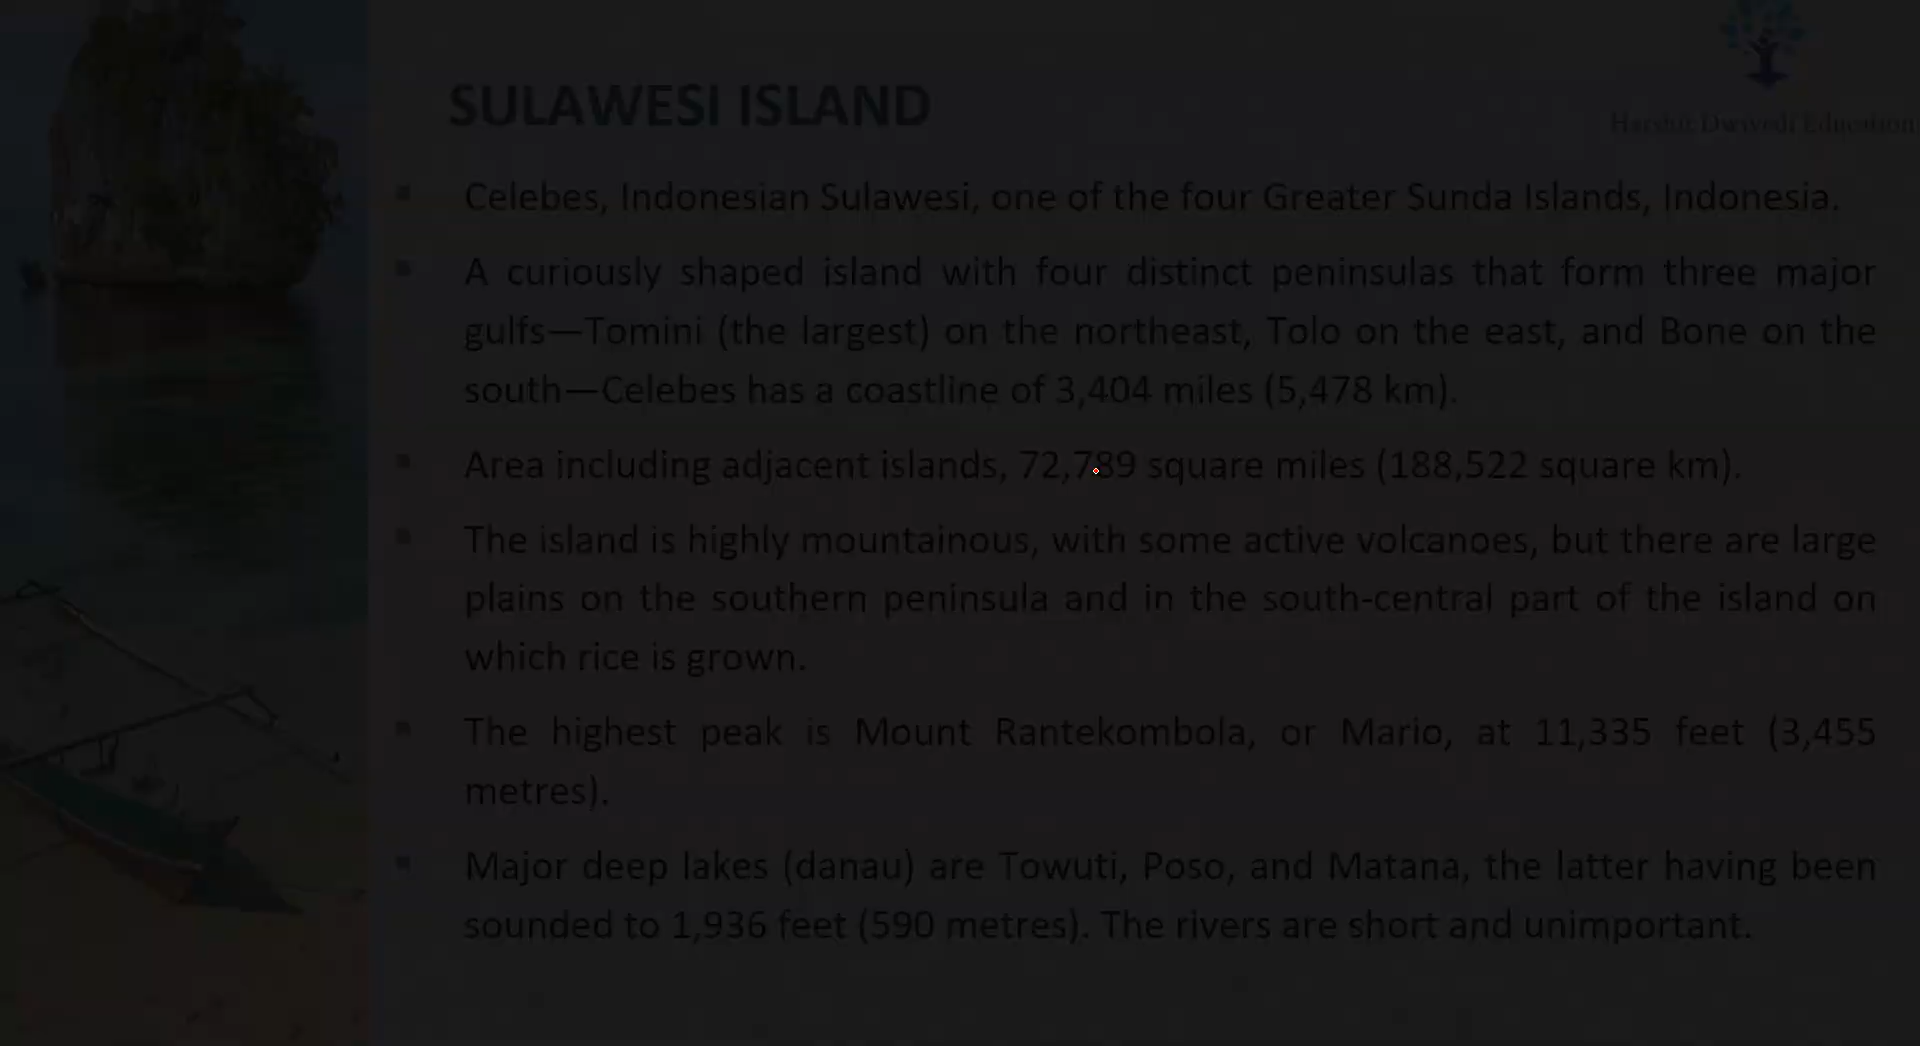 SULAWESI ISLAND
Harshit Dwivedi Education
Celebes, Indonesian Sulawesi, one of the four Greater Sunda Islands, Indonesia.
A curiously shaped island with four distinct peninsulas that form three major
gulfs—Tomini (the largest) on the northeast, Tolo on the east, and Bone on the
south—Celebes has a coastline of 3,404 miles (5,478 km).
Area including adjacent islands, 72,789 square miles (188,522 square km).
The island is highly mountainous, with some active volcanoes, but there are large
plains on the southern peninsula and in the south-central part of the island on
which rice is grown.
The highest peak is Mount Rantekombola, or Mario, at 11,335 feet (3,455
metres).
Major deep lakes (danau) are Towuti, Poso, and Matana, the latter having been
sounded to 1,936 feet (590 metres). The rivers are short and unimportant.